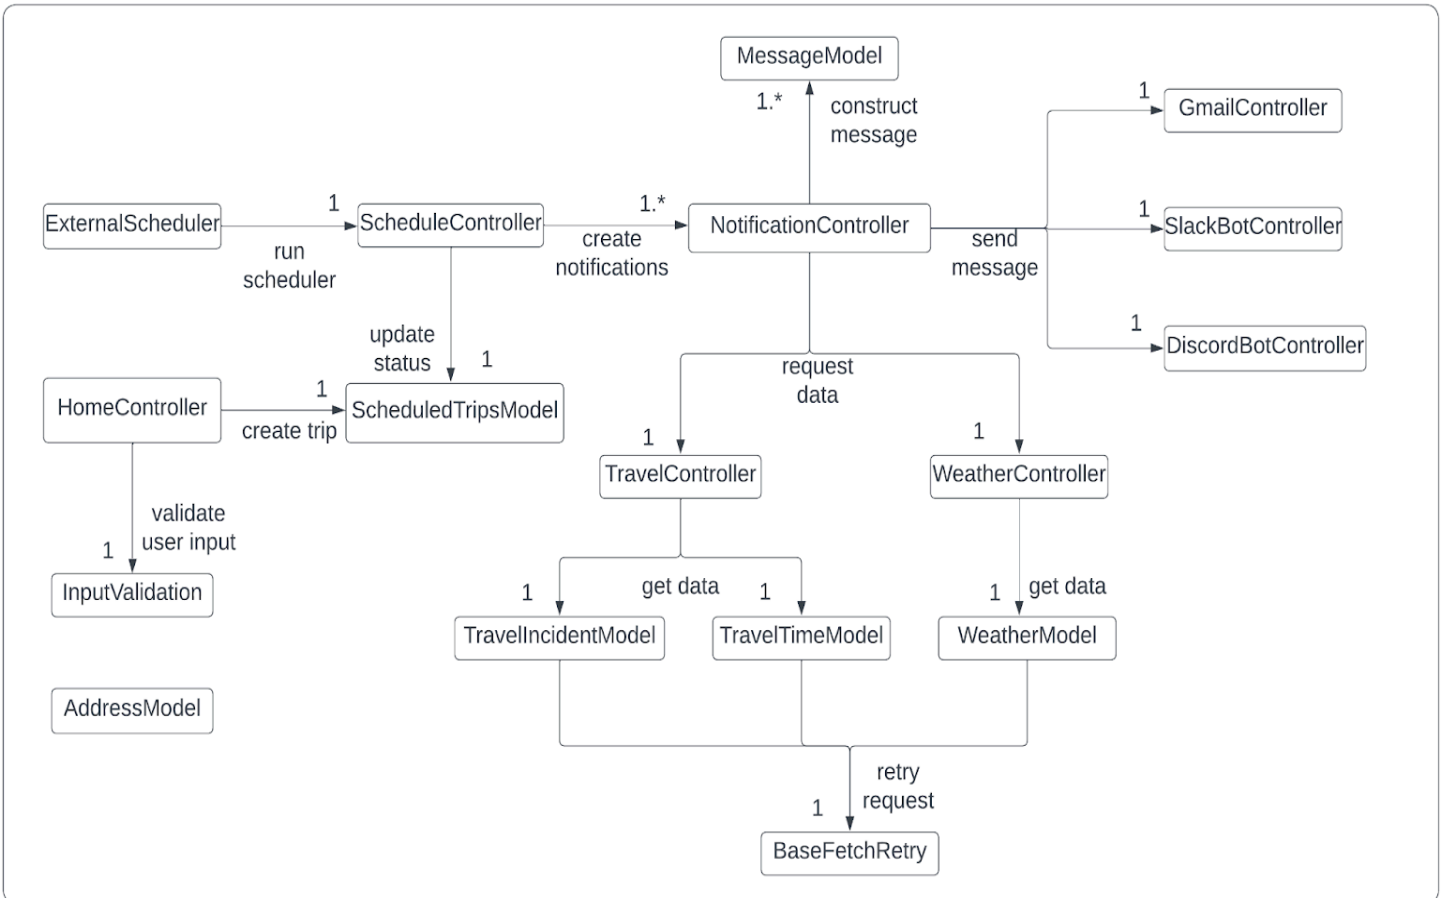 MessageModel
1.*
construct
message
1
GmailController
ExternalScheduler
run
scheduler
1
ScheduleController
create
notifications
1.*
NotificationController
send
message
1
SlackBotController
1
DiscordBotController
update
status
1
HomeController
create trip
1
ScheduledTripsModel
request
data
1
TravelController
1
WeatherController
validate
user input
1
InputValidation
get data
1
TravelIncidentModel
1
TravelTimeModel
1
get data
WeatherModel
AddressModel
retry
request
1
BaseFetchRetry